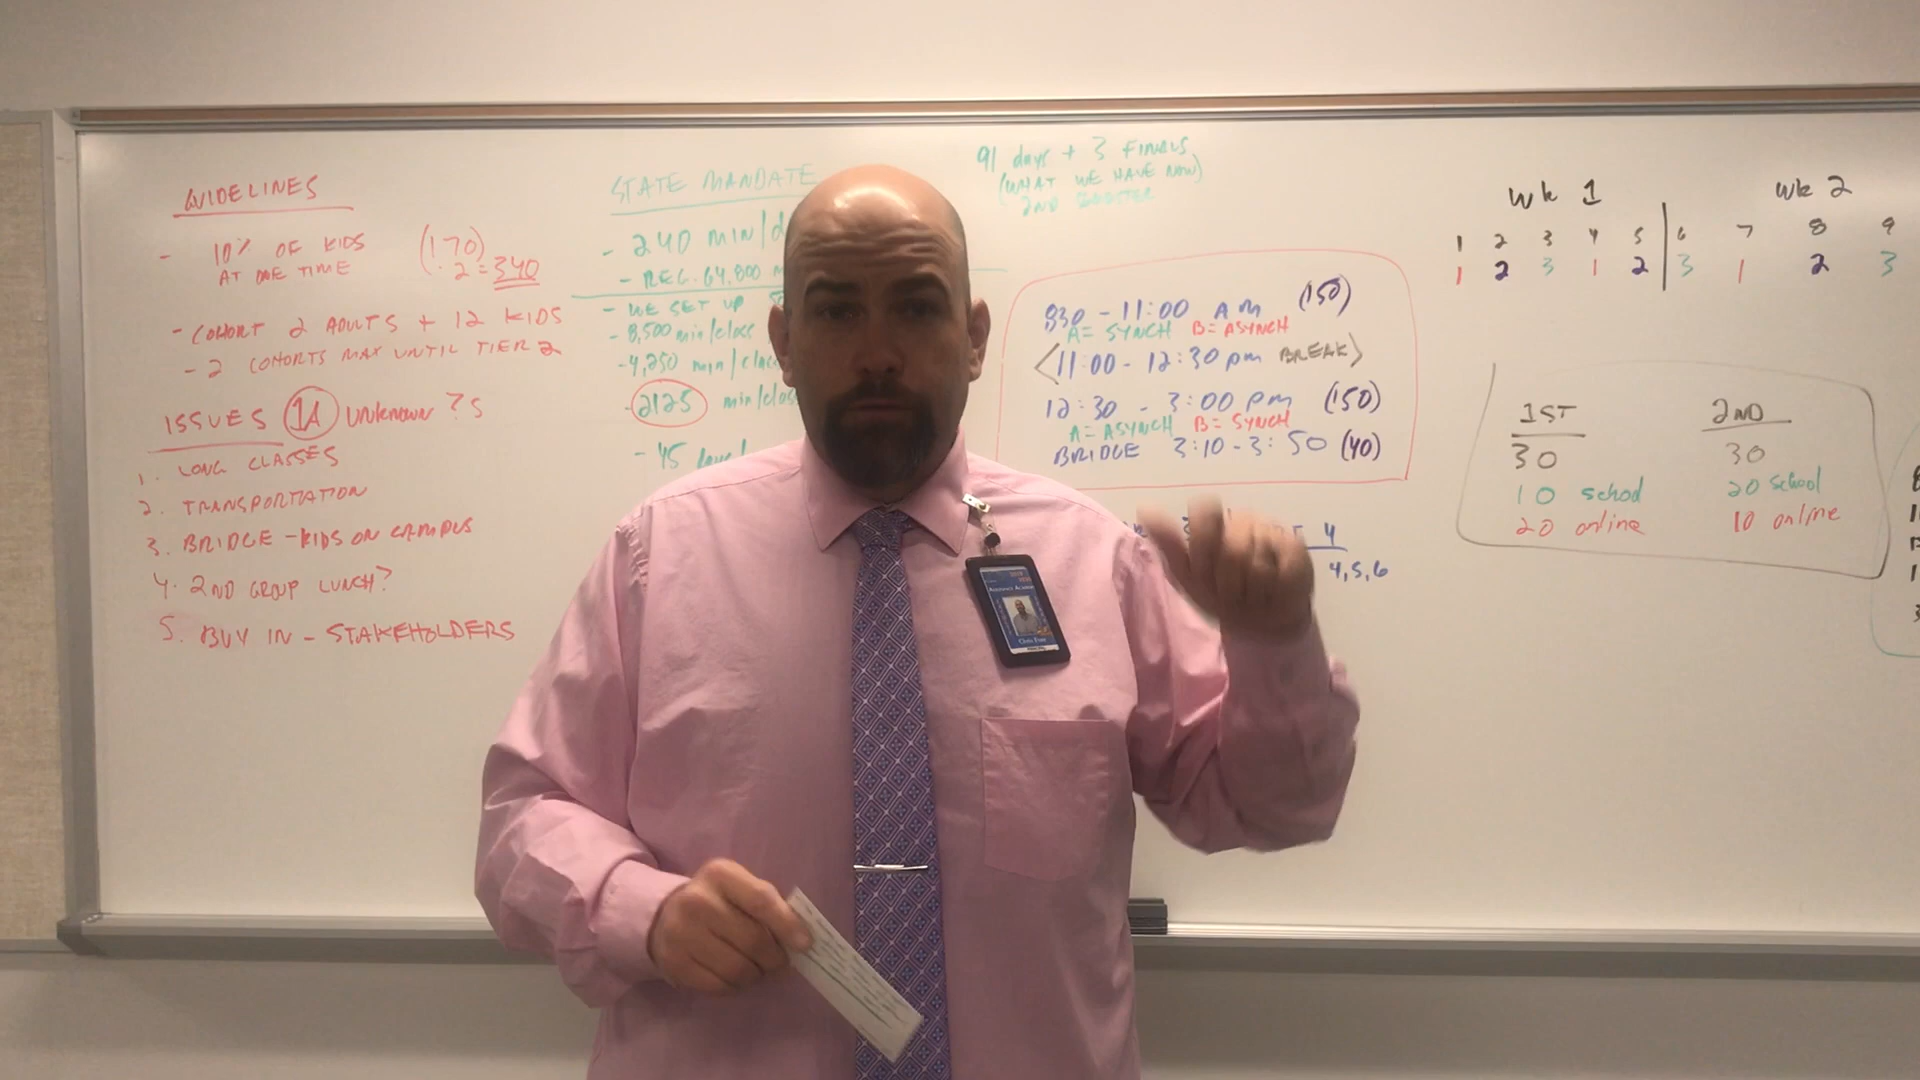 GUIDELINES
- 10% OF KIDS
AT ONE TIME
(170)
. 2 = 340
- COHORT 2 ADULTS + 12 KIDS
- 2 COHORTS MAX UNTIL TIER 2
ISSUES 1A UNKNOWN ?S
1. LONG CLASSES
2. TRANSPORTATION
3. BRIDGE - KIDS ON CAMPUS
4. 2ND GROUP LUNCH?
5. BUY IN - STAKEHOLDERS
STATE MANDATE
- 240 min/d
- REC. 64,800 m
- WE SET UP
- 8,500 min/class
- 4,250 min/clas
- 2125 min/clas
- 45
91 days + 3 FINALS
(WHAT WE HAVE NOW)
2ND
830 - 11:00 AM (150)
A = SYNCH B = ASYNCH
<11:00 - 12:30 pm BREAK>
12:30 - 3:00 pm (150)
A = ASYNCH B = SYNCH
BRIDGE 3:10 - 3:50 (40)
4
4,5,6
Wk 1 Wk 2
1 2 3 4 5 6 7 8 9
1 2 3 1 2 3 1 2 3
1ST 2ND
30 30
10 school 20 school
20 online 10 online